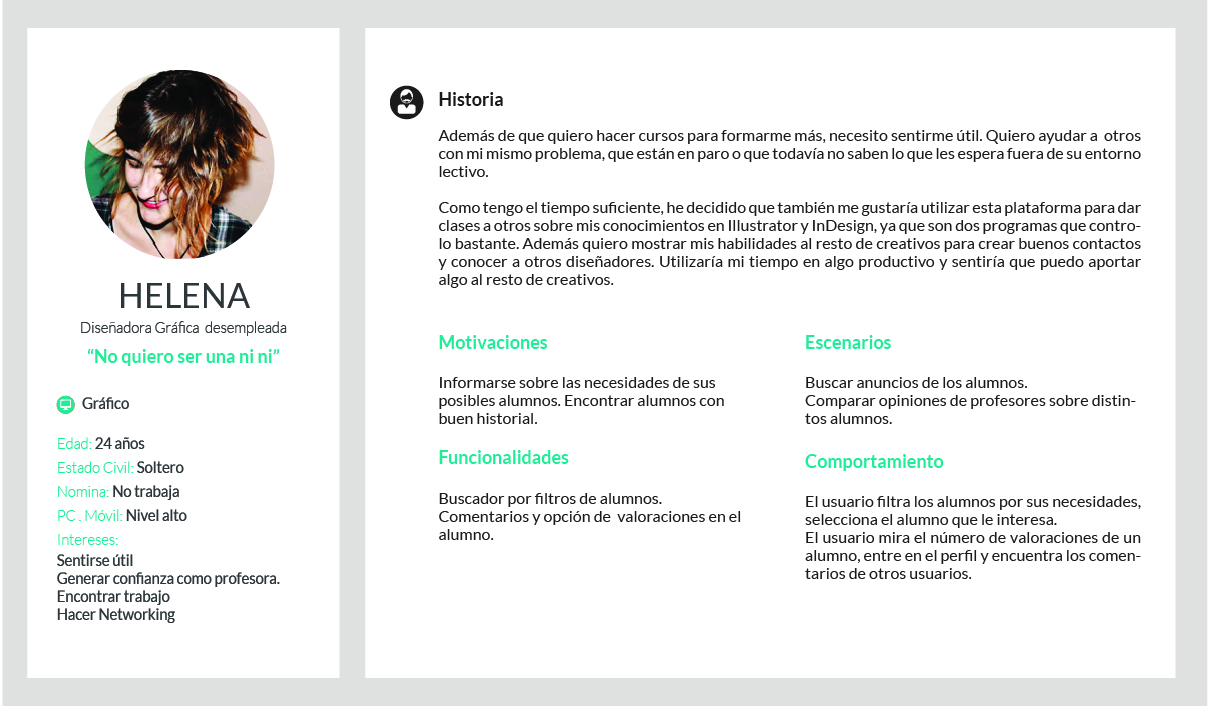 HELENA
Diseñadora Gráfica desempleada
“No quiero ser una ni ni”
Gráfico
Edad: 24 años
Estado Civil: Soltero
Nomina: No trabaja
PC , Móvil: Nivel alto
Intereses:
Sentirse útil
Generar confianza como profesora.
Encontrar trabajo
Hacer Networking
Historia
Además de que quiero hacer cursos para formarme más, necesito sentirme útil. Quiero ayudar a otros
con mi mismo problema, que están en paro o que todavía no saben lo que les espera fuera de su entorno
lectivo.
Como tengo el tiempo suficiente, he decidido que también me gustaría utilizar esta plataforma para dar
clases a otros sobre mis conocimientos en Illustrator y InDesign, ya que son dos programas que contro-
lo bastante. Además quiero mostrar mis habilidades al resto de creativos para crear buenos contactos
y conocer a otros diseñadores. Utilizaría mi tiempo en algo productivo y sentiría que puedo aportar
algo al resto de creativos.
Motivaciones
Informarse sobre las necesidades de sus
posibles alumnos. Encontrar alumnos con
buen historial.
Funcionalidades
Buscador por filtros de alumnos.
Comentarios y opción de valoraciones en el
alumno.
Escenarios
Buscar anuncios de los alumnos.
Comparar opiniones de profesores sobre distin-
tos alumnos.
Comportamiento
El usuario filtra los alumnos por sus necesidades,
selecciona el alumno que le interesa.
El usuario mira el número de valoraciones de un
alumno, entre en el perfil y encuentra los comen-
tarios de otros usuarios.